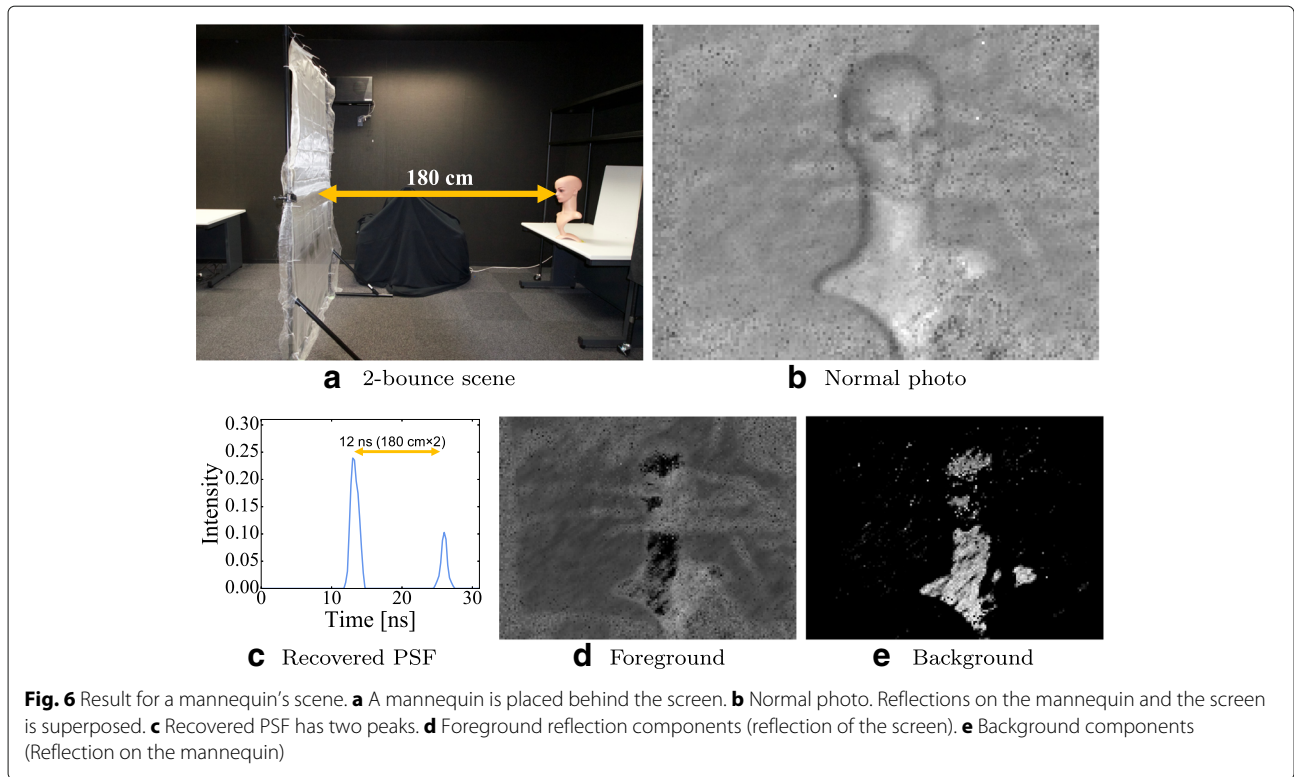 180 cm
a 2-bounce scene
b Normal photo
0.30
0.25
0.20
0.15
0.10
0.05
0.00
Intensity
12 ns (180 cm×2)
0 10 20 30
Time [ns]
c Recovered PSF
d Foreground
e Background
Fig. 6 Result for a mannequin's scene. a A mannequin is placed behind the screen. b Normal photo. Reflections on the mannequin and the screen
is superposed. c Recovered PSF has two peaks. d Foreground reflection components (reflection of the screen). e Background components
(Reflection on the mannequin)